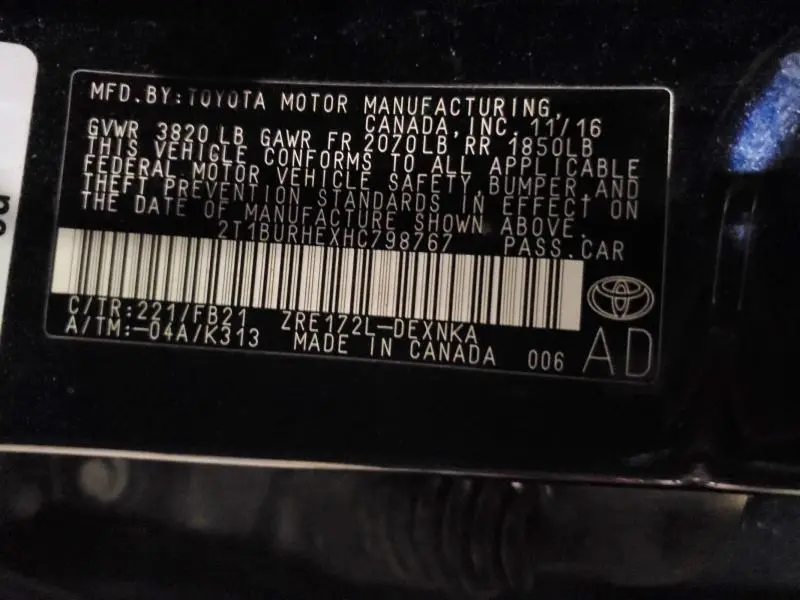 MFD.BY:TOYOTA MOTOR MANUFACTURING,
CANADA,INC. 11/16
GVWR 3820 LB GAWR FR 2070LB RR 1850LB
THIS VEHICLE CONFORMS TO ALL APPLICABLE
FEDERAL MOTOR VEHICLE SAFETY,BUMPER,AND
THEFT PREVENTION STANDARDS IN EFFECT ON
THE DATE OF MANUFACTURE SHOWN ABOVE.
2T1BURHEXHC798767 PASS.CAR
C/TR:221/FB21 ZRE172L-DEXNKA
A/TM:-04A/K313 MADE IN CANADA 006 AD